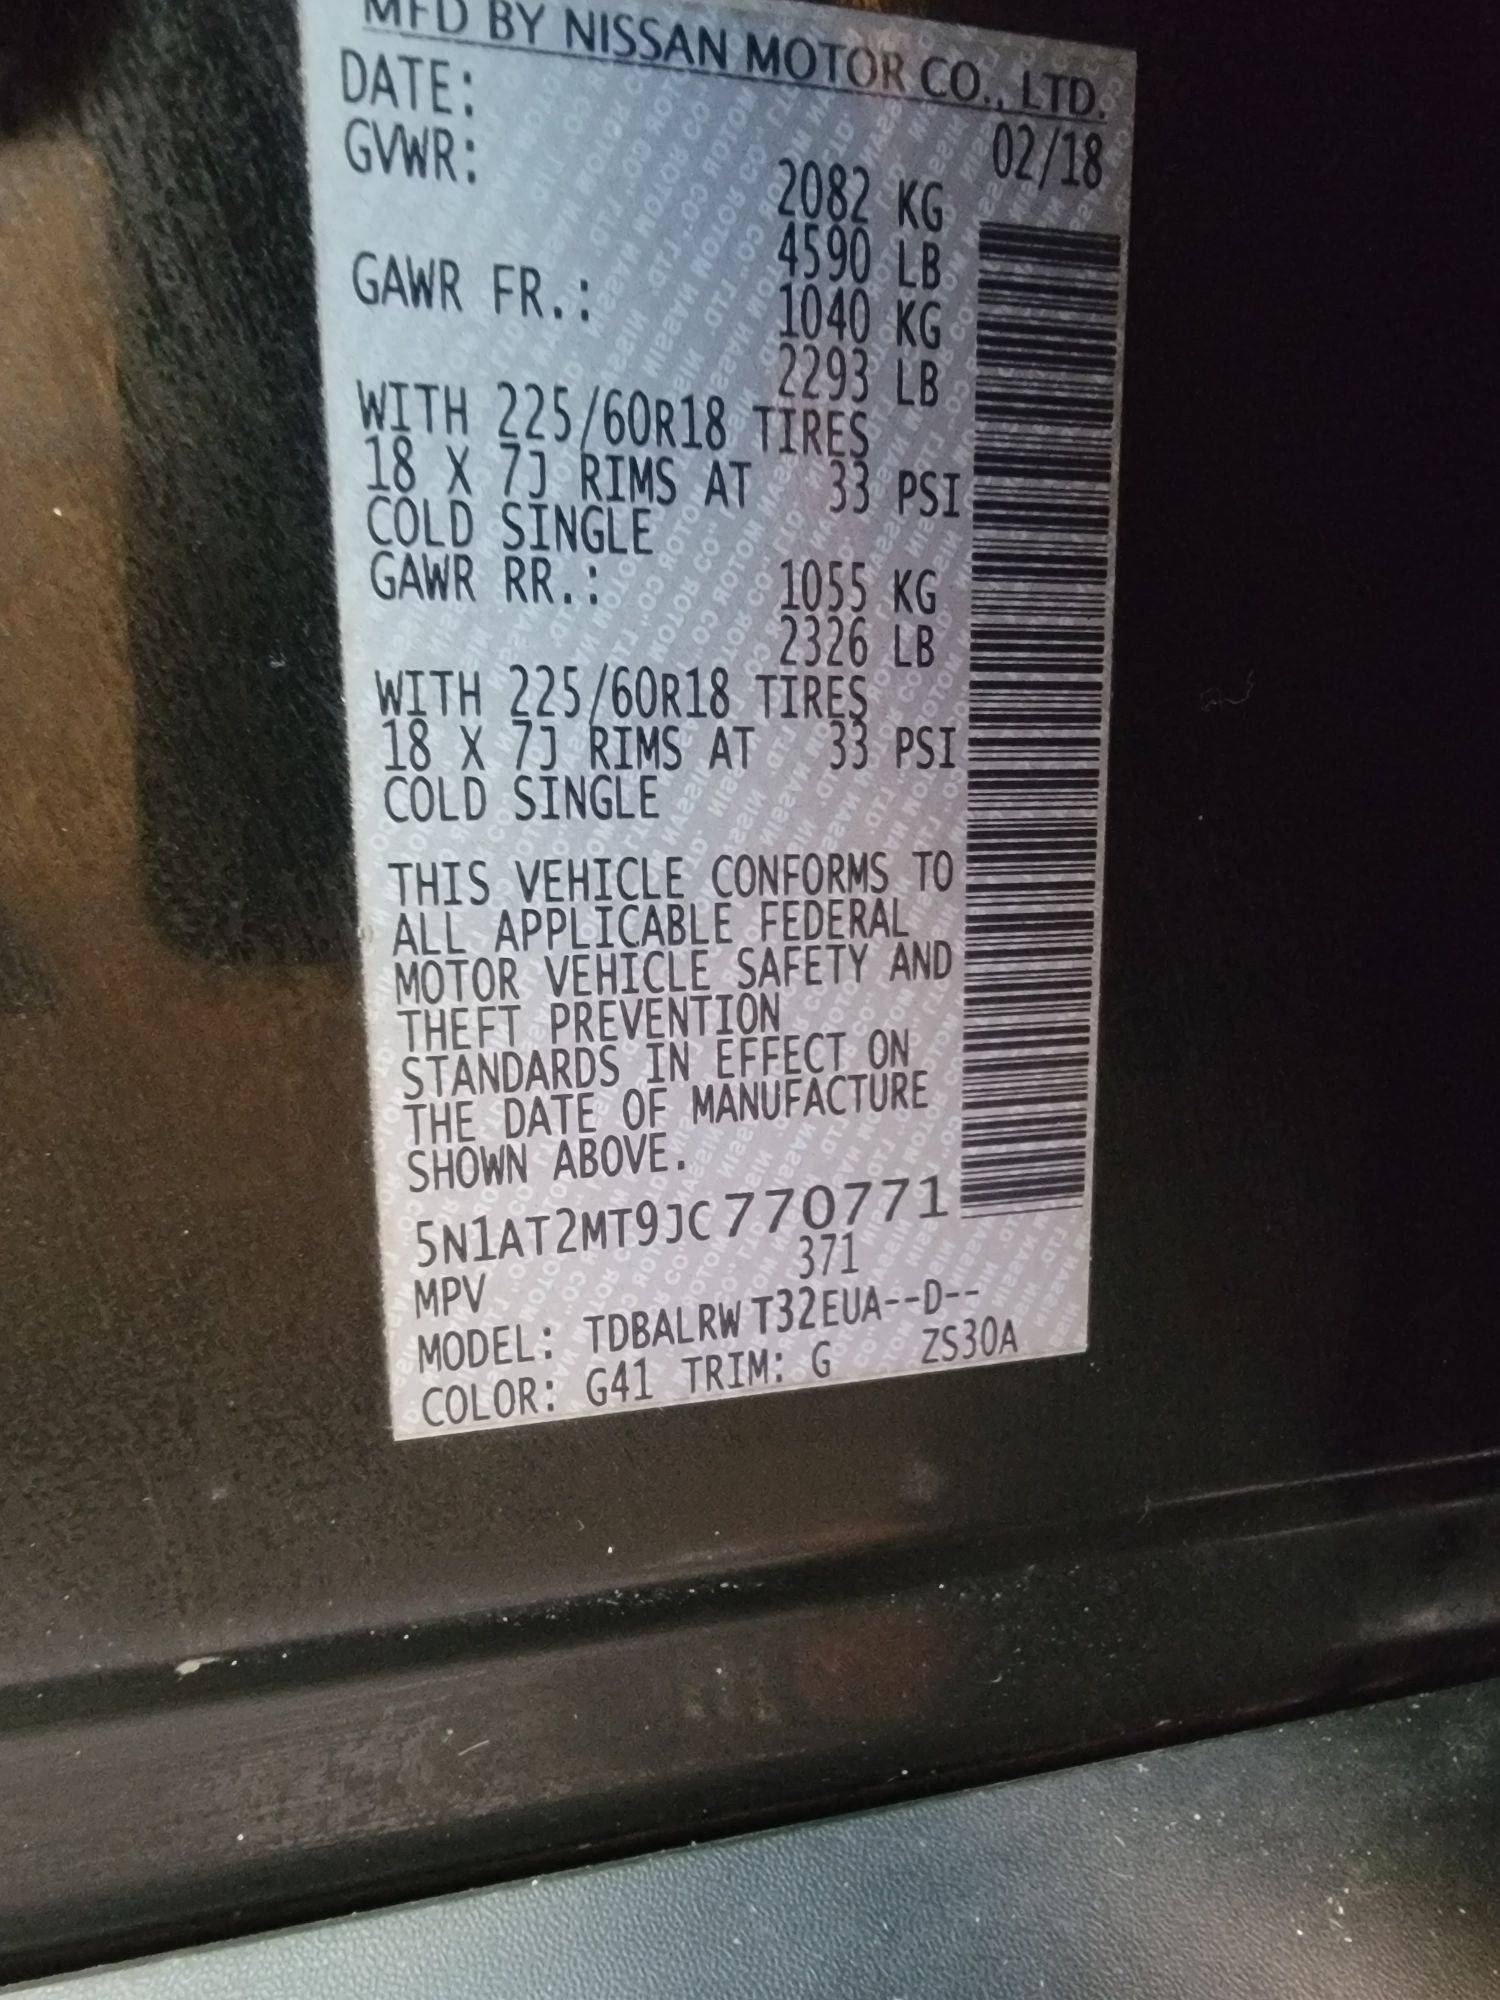 MFD BY NISSAN MOTOR CO., LTD.
DATE: 02/18
GVWR: 2082 KG
4590 LB
GAWR FR.: 1040 KG
2293 LB
WITH 225/60R18 TIRES
18 X 7J RIMS AT 33 PSI
COLD SINGLE
GAWR RR.: 1055 KG
2326 LB
WITH 225/60R18 TIRES
18 X 7J RIMS AT 33 PSI
COLD SINGLE
THIS VEHICLE CONFORMS TO
ALL APPLICABLE FEDERAL
MOTOR VEHICLE SAFETY AND
THEFT PREVENTION
STANDARDS IN EFFECT ON
THE DATE OF MANUFACTURE
SHOWN ABOVE.
5N1AT2MT9JC770771
MPV 371
MODEL: TDBALRW T32EUA--D--
COLOR: G41 TRIM: G ZS30A